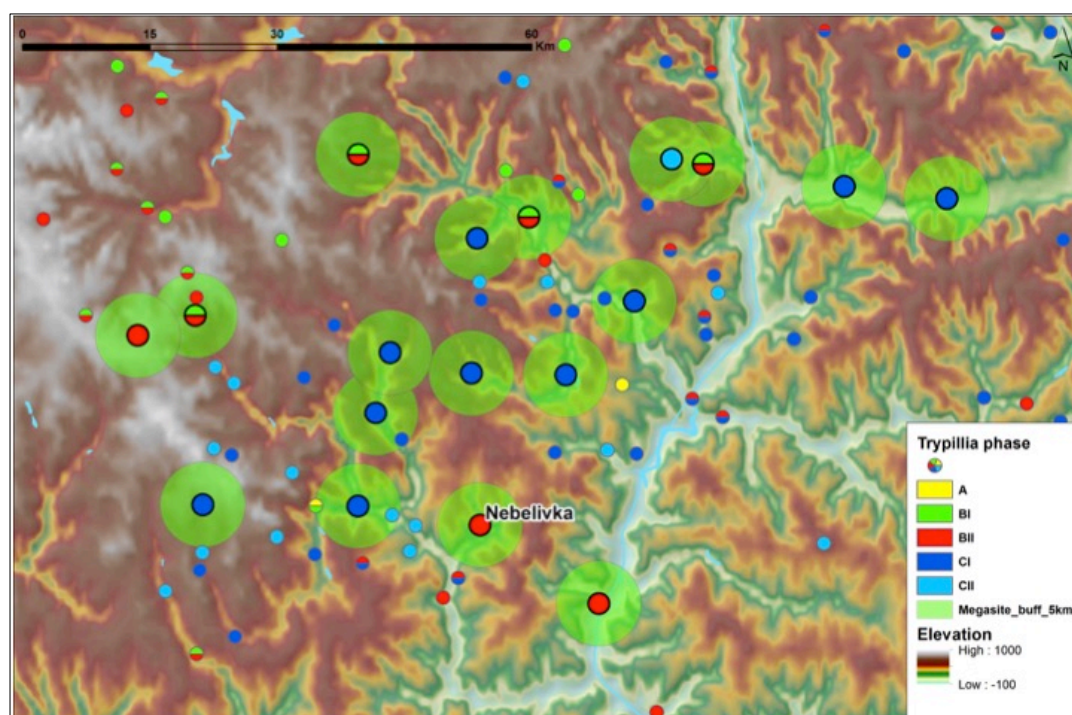 0 15 30 60
Km
N
Nebelivka
Trypillia phase
A
BI
BII
CI
CII
Megasite_buff_5km
Elevation
High : 1000
Low : -100